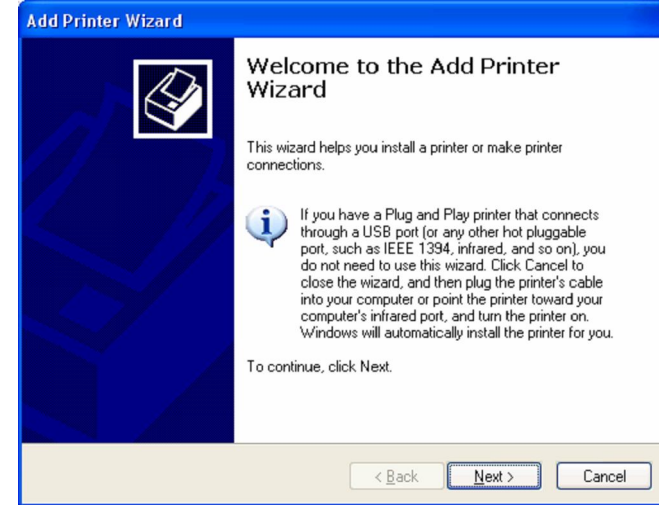 Add Printer Wizard
Welcome to the Add Printer
Wizard
This wizard helps you install a printer or make printer
connections.
If you have a Plug and Play printer that connects
through a USB port (or any other hot pluggable
port, such as IEEE 1394, infrared, and so on), you
do not need to use this wizard. Click Cancel to
close the wizard, and then plug the printer's cable
into your computer or point the printer toward your
computer's infrared port, and turn the printer on.
Windows will automatically install the printer for you.
To continue, click Next.
< Back Next > Cancel